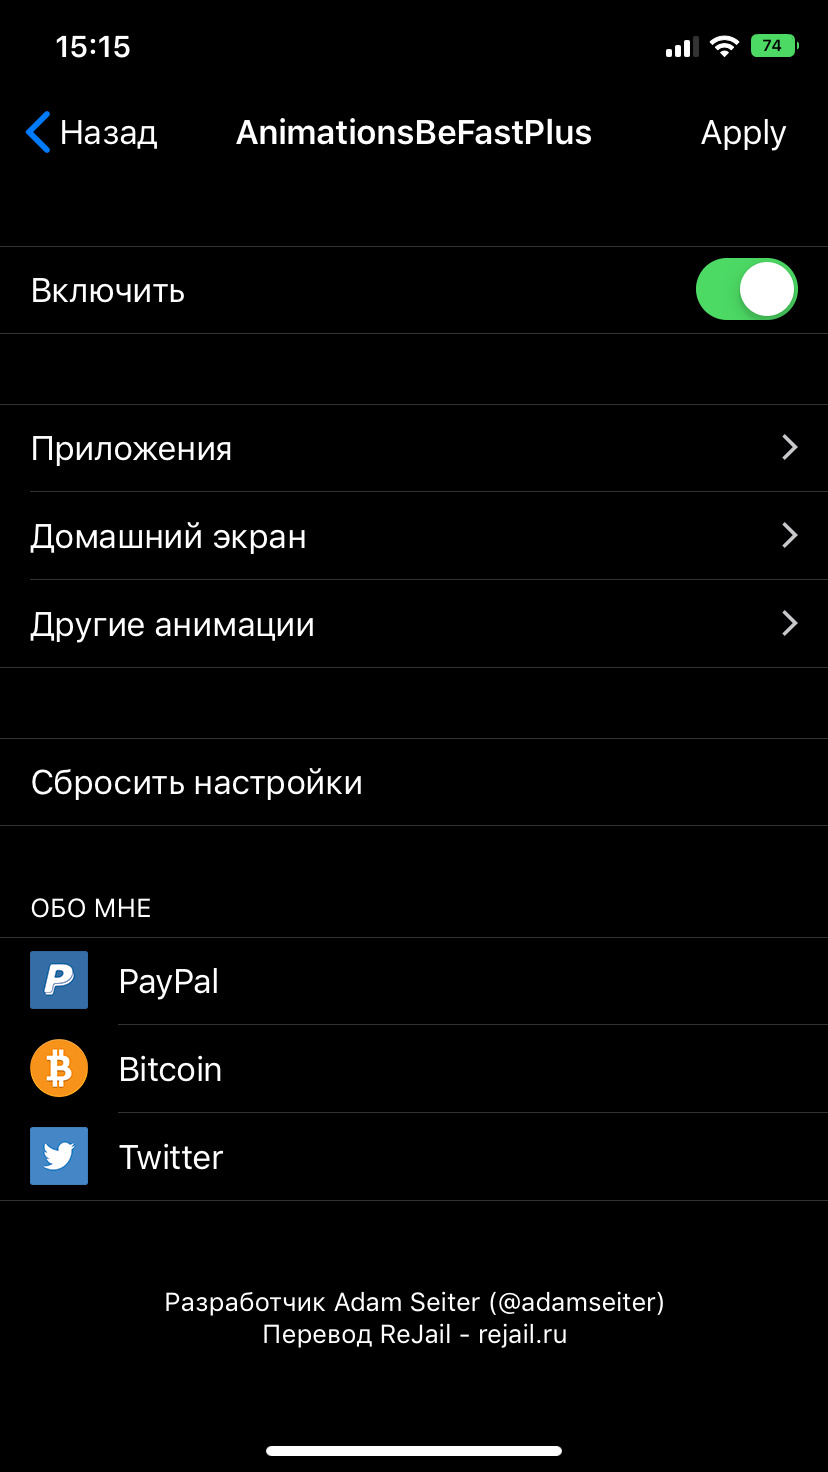 15:15
74
Назад
AnimationsBeFastPlus
Apply
Включить
Приложения
Домашний экран
Другие анимации
Сбросить настройки
ОБО МНЕ
PayPal
Bitcoin
Twitter
Разработчик Adam Seiter (@adamseiter)
Перевод ReJail - rejail.ru